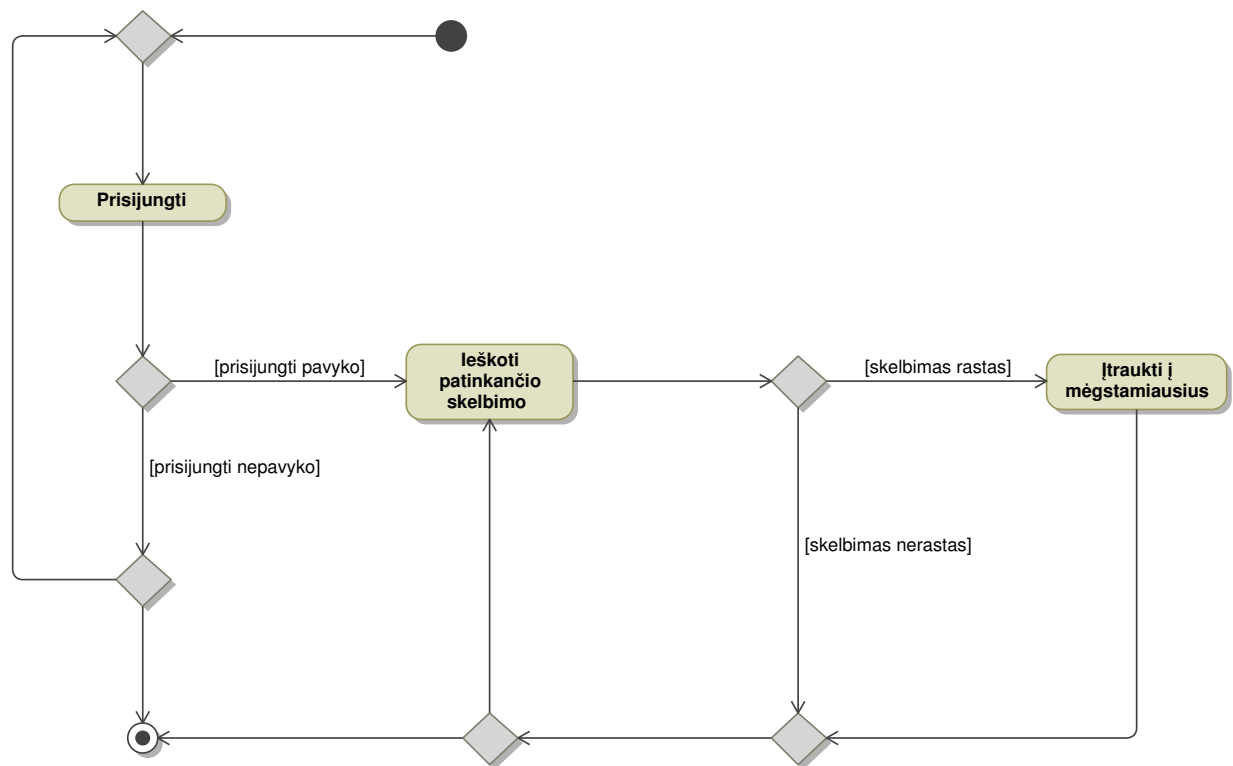 Prisijungti
[prisijungti pavyko]
Ieškoti
patinkančio
skelbimo
[skelbimas rastas]
Įtraukti į
mėgstamiausius
[prisijungti nepavyko]
[skelbimas nerastas]